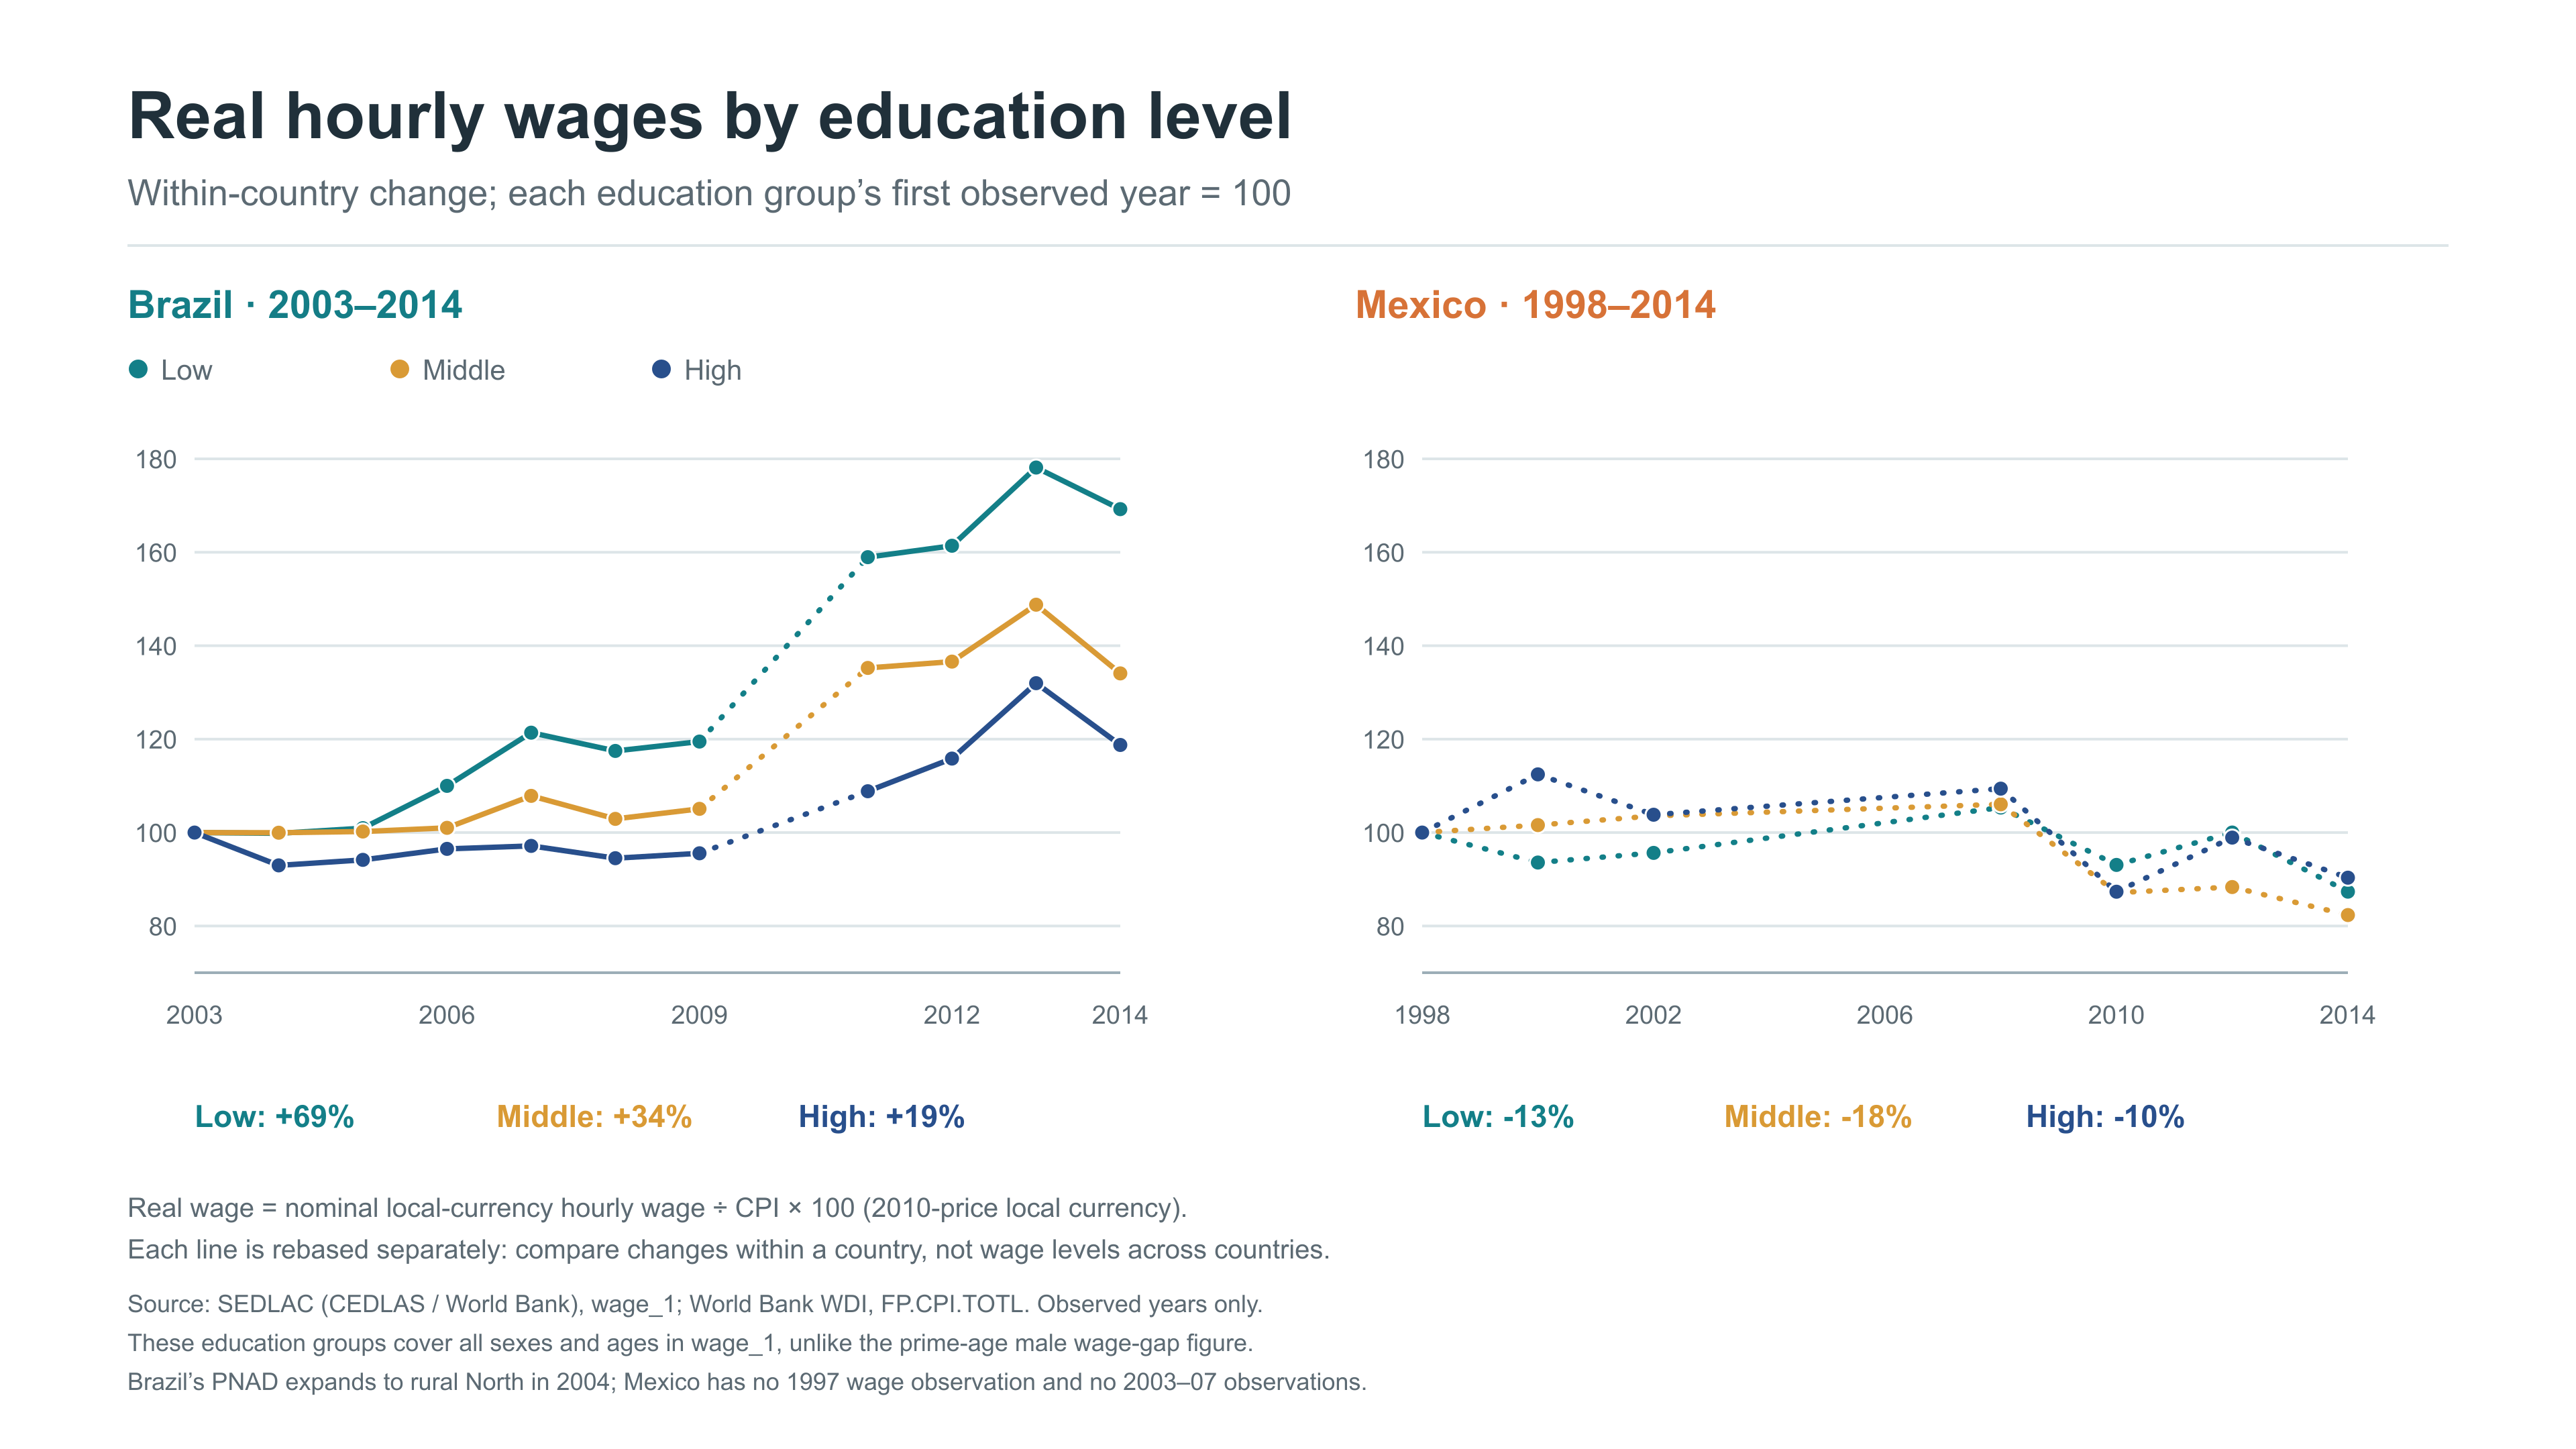 Real hourly wages by education level
Within-country change; each education group’s first observed year = 100
Brazil · 2003–2014
Low
Middle
High
180
160
140
120
100
80
2003
2006
2009
2012
2014
Low: +69%
Middle: +34%
High: +19%
Mexico · 1998–2014
180
160
140
120
100
80
1998
2002
2006
2010
2014
Low: -13%
Middle: -18%
High: -10%
Real wage = nominal local-currency hourly wage ÷ CPI × 100 (2010-price local currency).
Each line is rebased separately: compare changes within a country, not wage levels across countries.
Source: SEDLAC (CEDLAS / World Bank), wage_1; World Bank WDI, FP.CPI.TOTL. Observed years only.
These education groups cover all sexes and ages in wage_1, unlike the prime-age male wage-gap figure.
Brazil’s PNAD expands to rural North in 2004; Mexico has no 1997 wage observation and no 2003–07 observations.